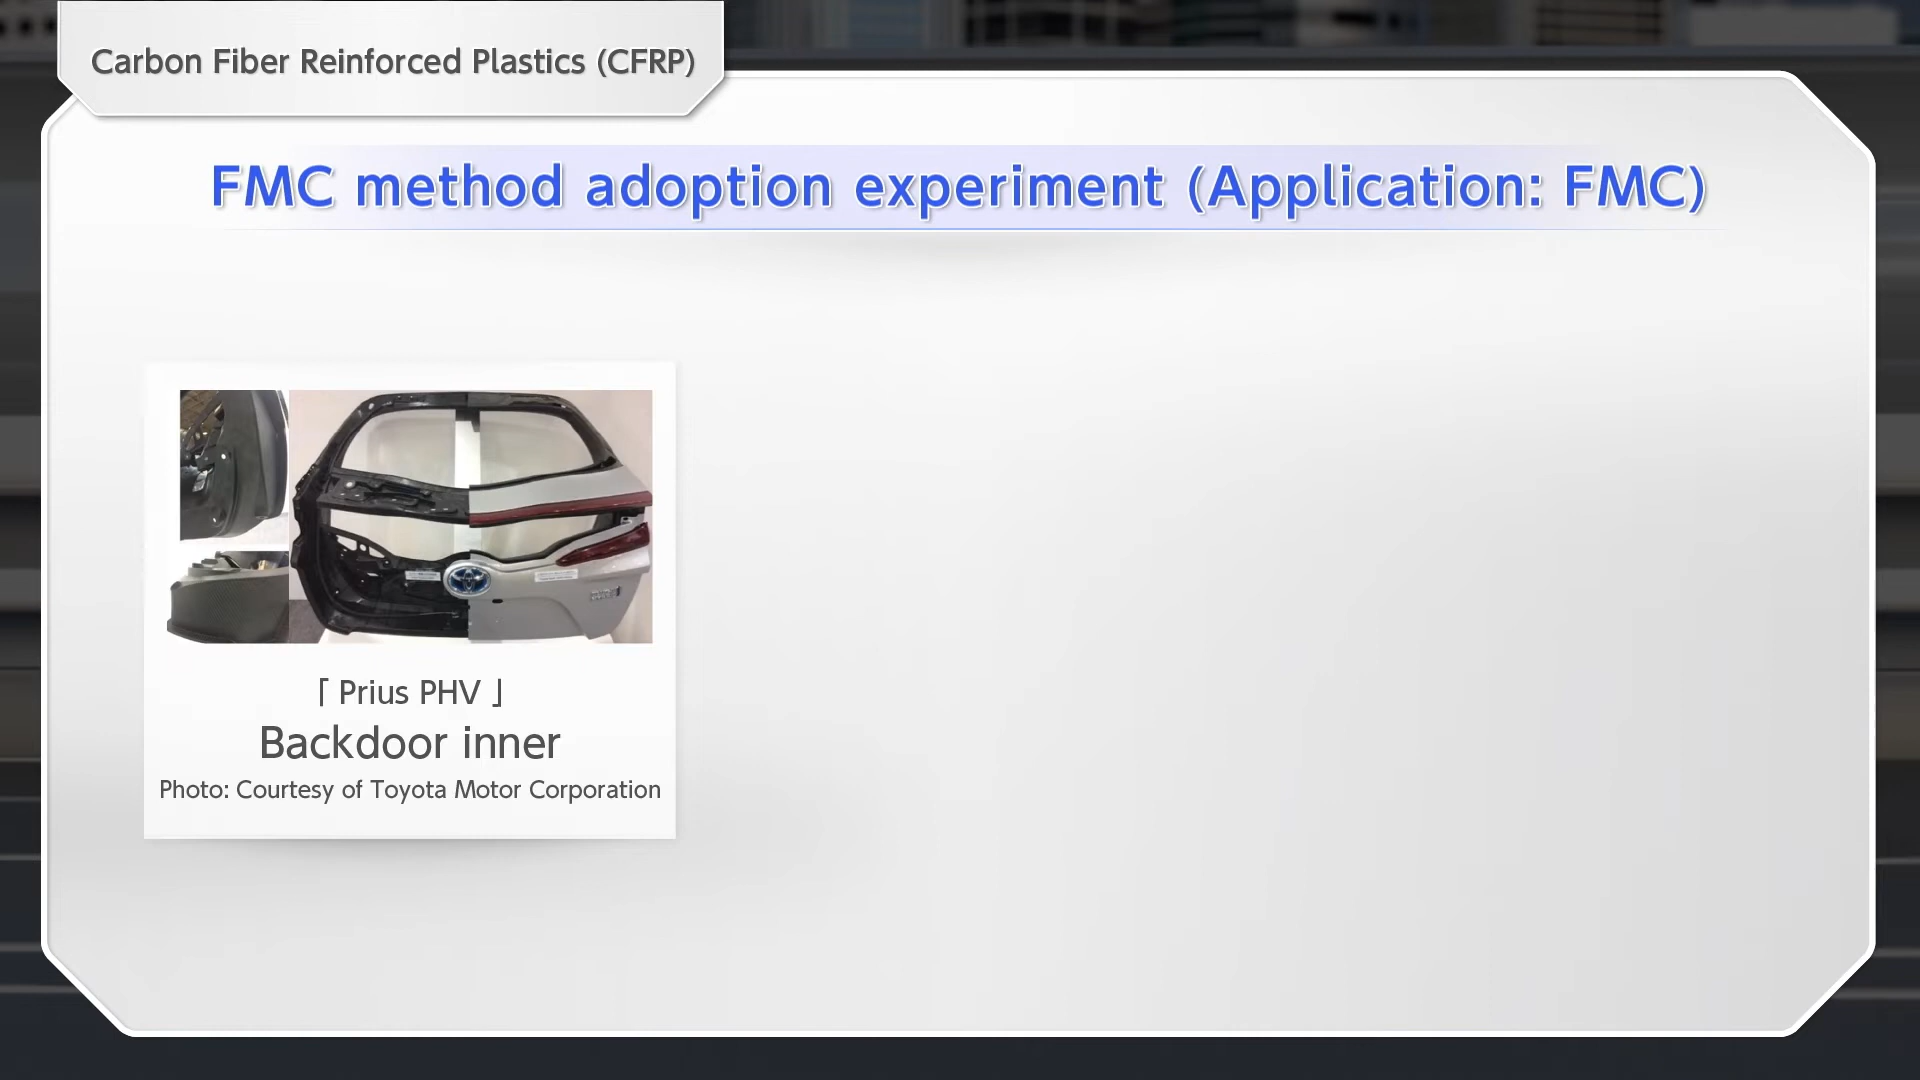 Carbon Fiber Reinforced Plastics (CFRP)
FMC method adoption experiment (Application: FMC)
「 Prius PHV 」
Backdoor inner
Photo: Courtesy of Toyota Motor Corporation